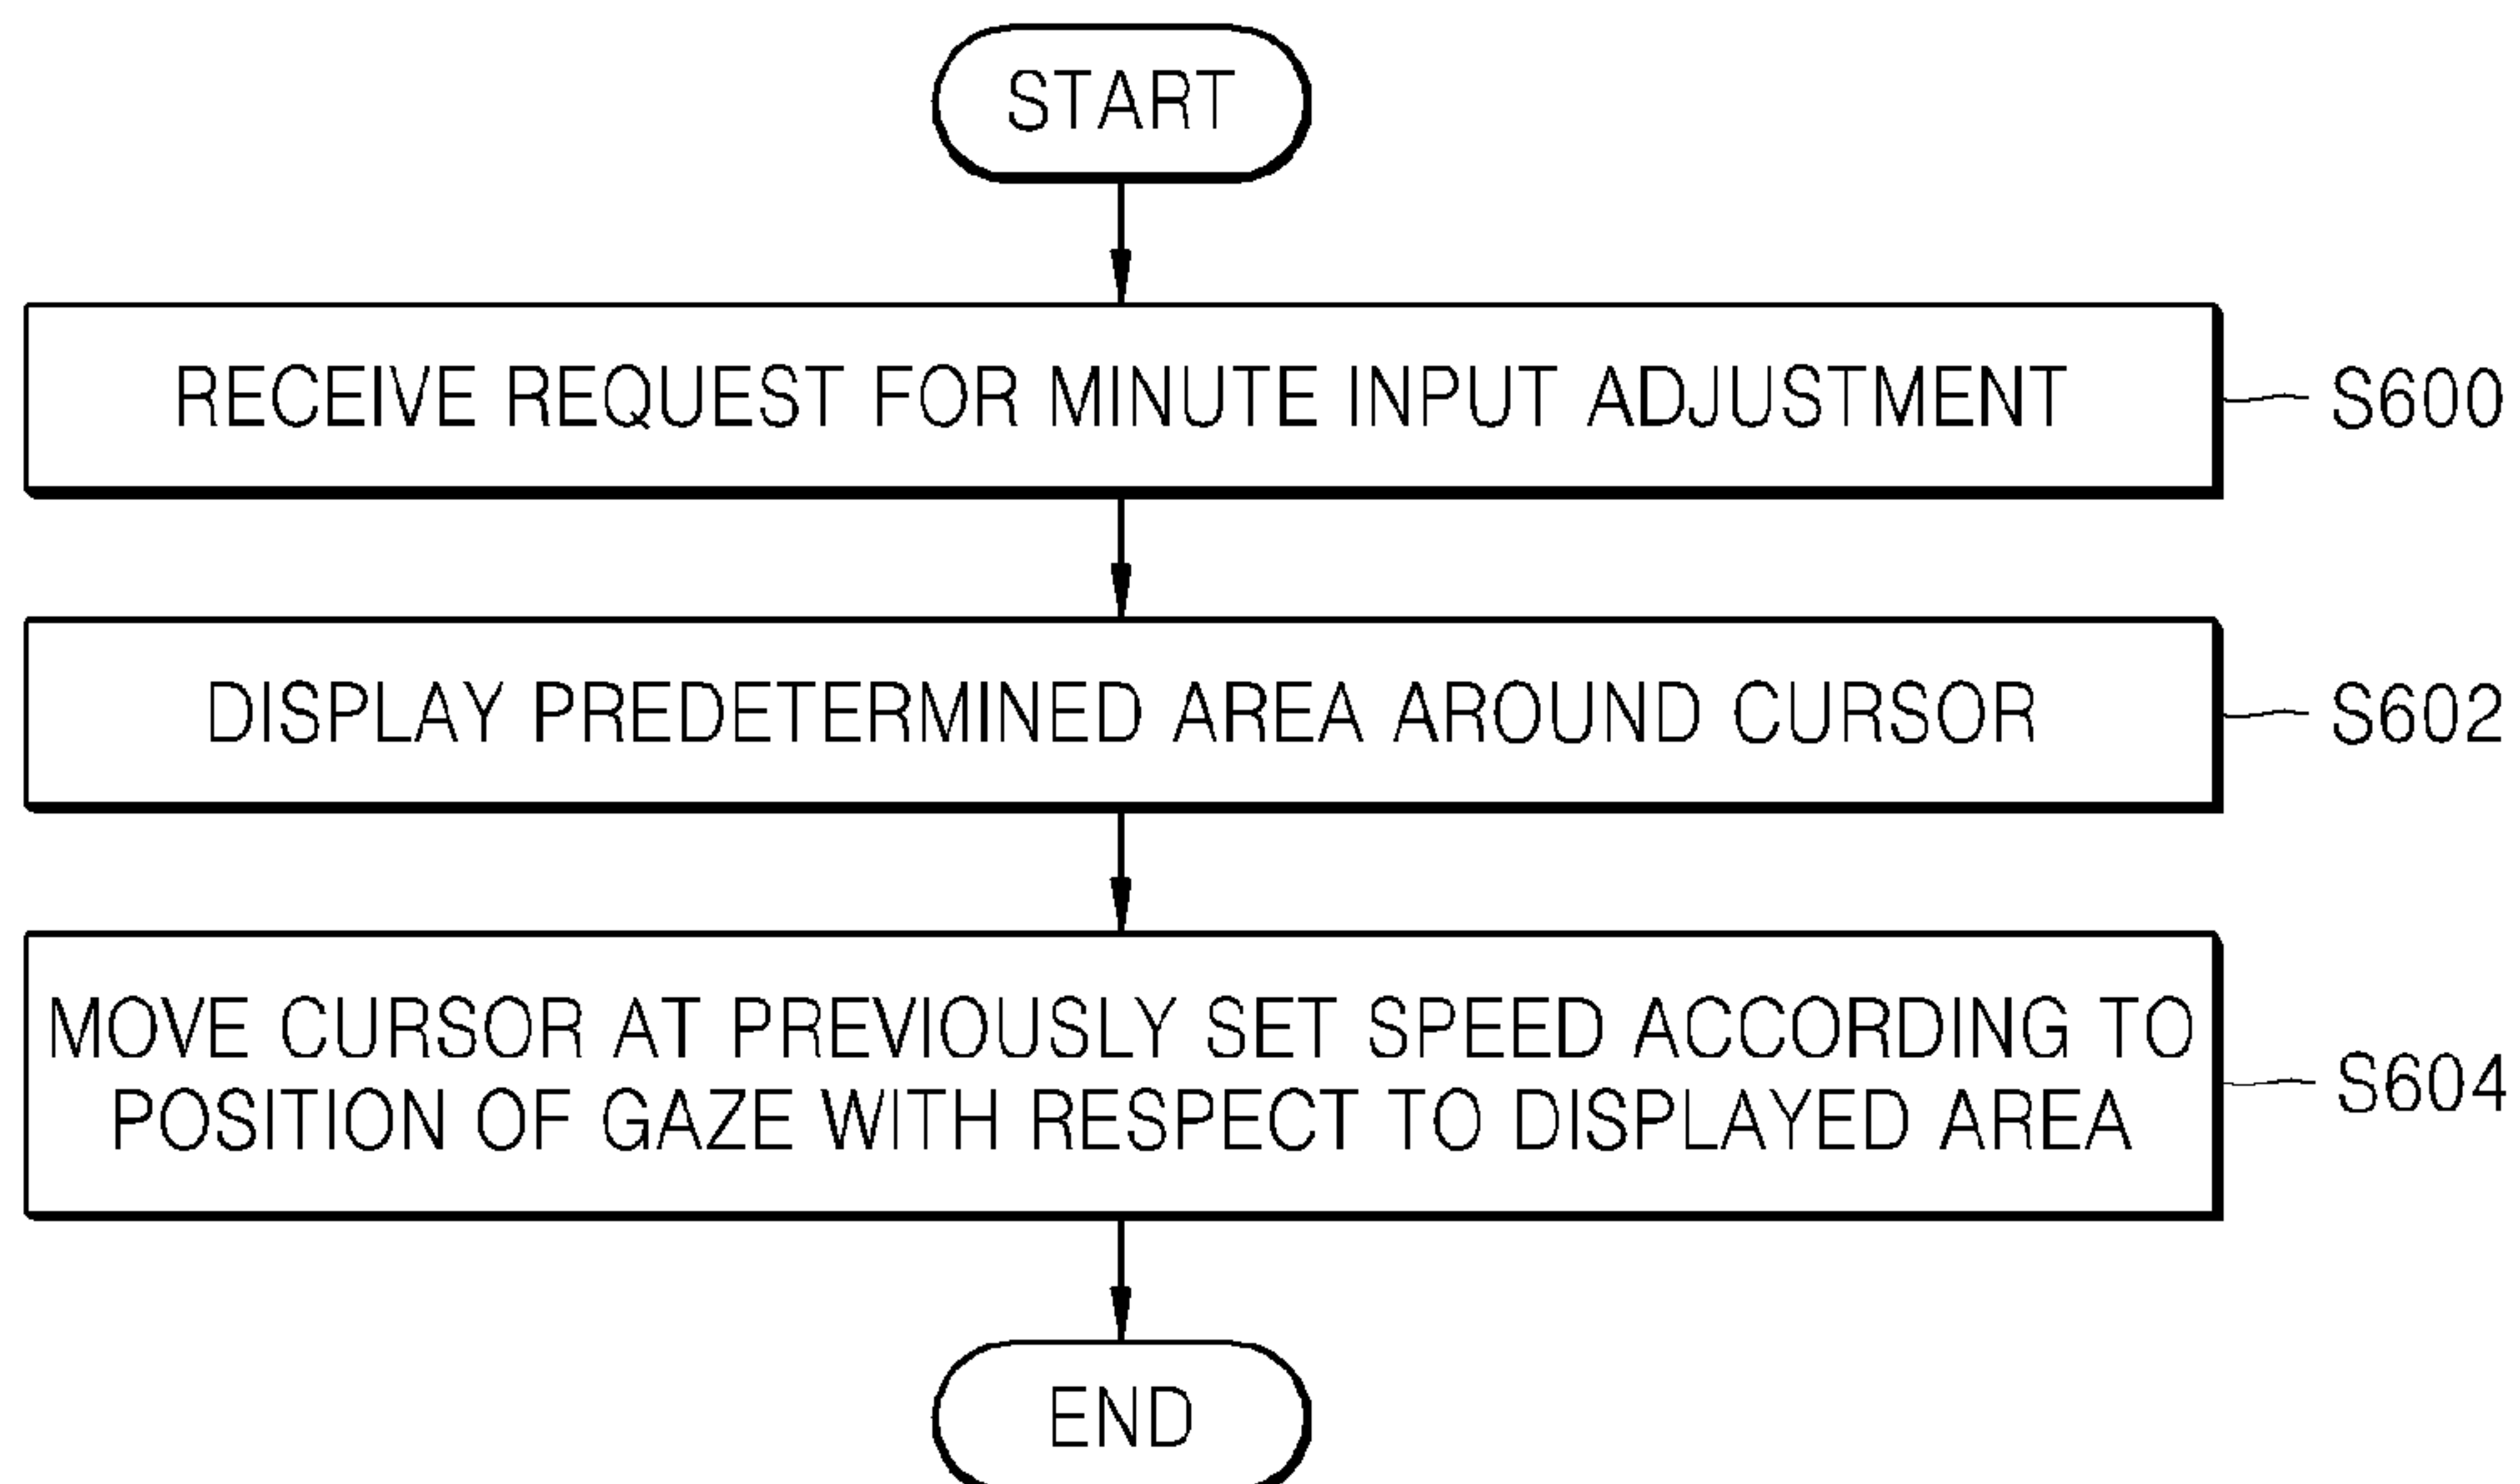 START
RECEIVE REQUEST FOR MINUTE INPUT ADJUSTMENT
S600
DISPLAY PREDETERMINED AREA AROUND CURSOR
S602
MOVE CURSOR AT PREVIOUSLY SET SPEED ACCORDING TO
POSITION OF GAZE WITH RESPECT TO DISPLAYED AREA
S604
END